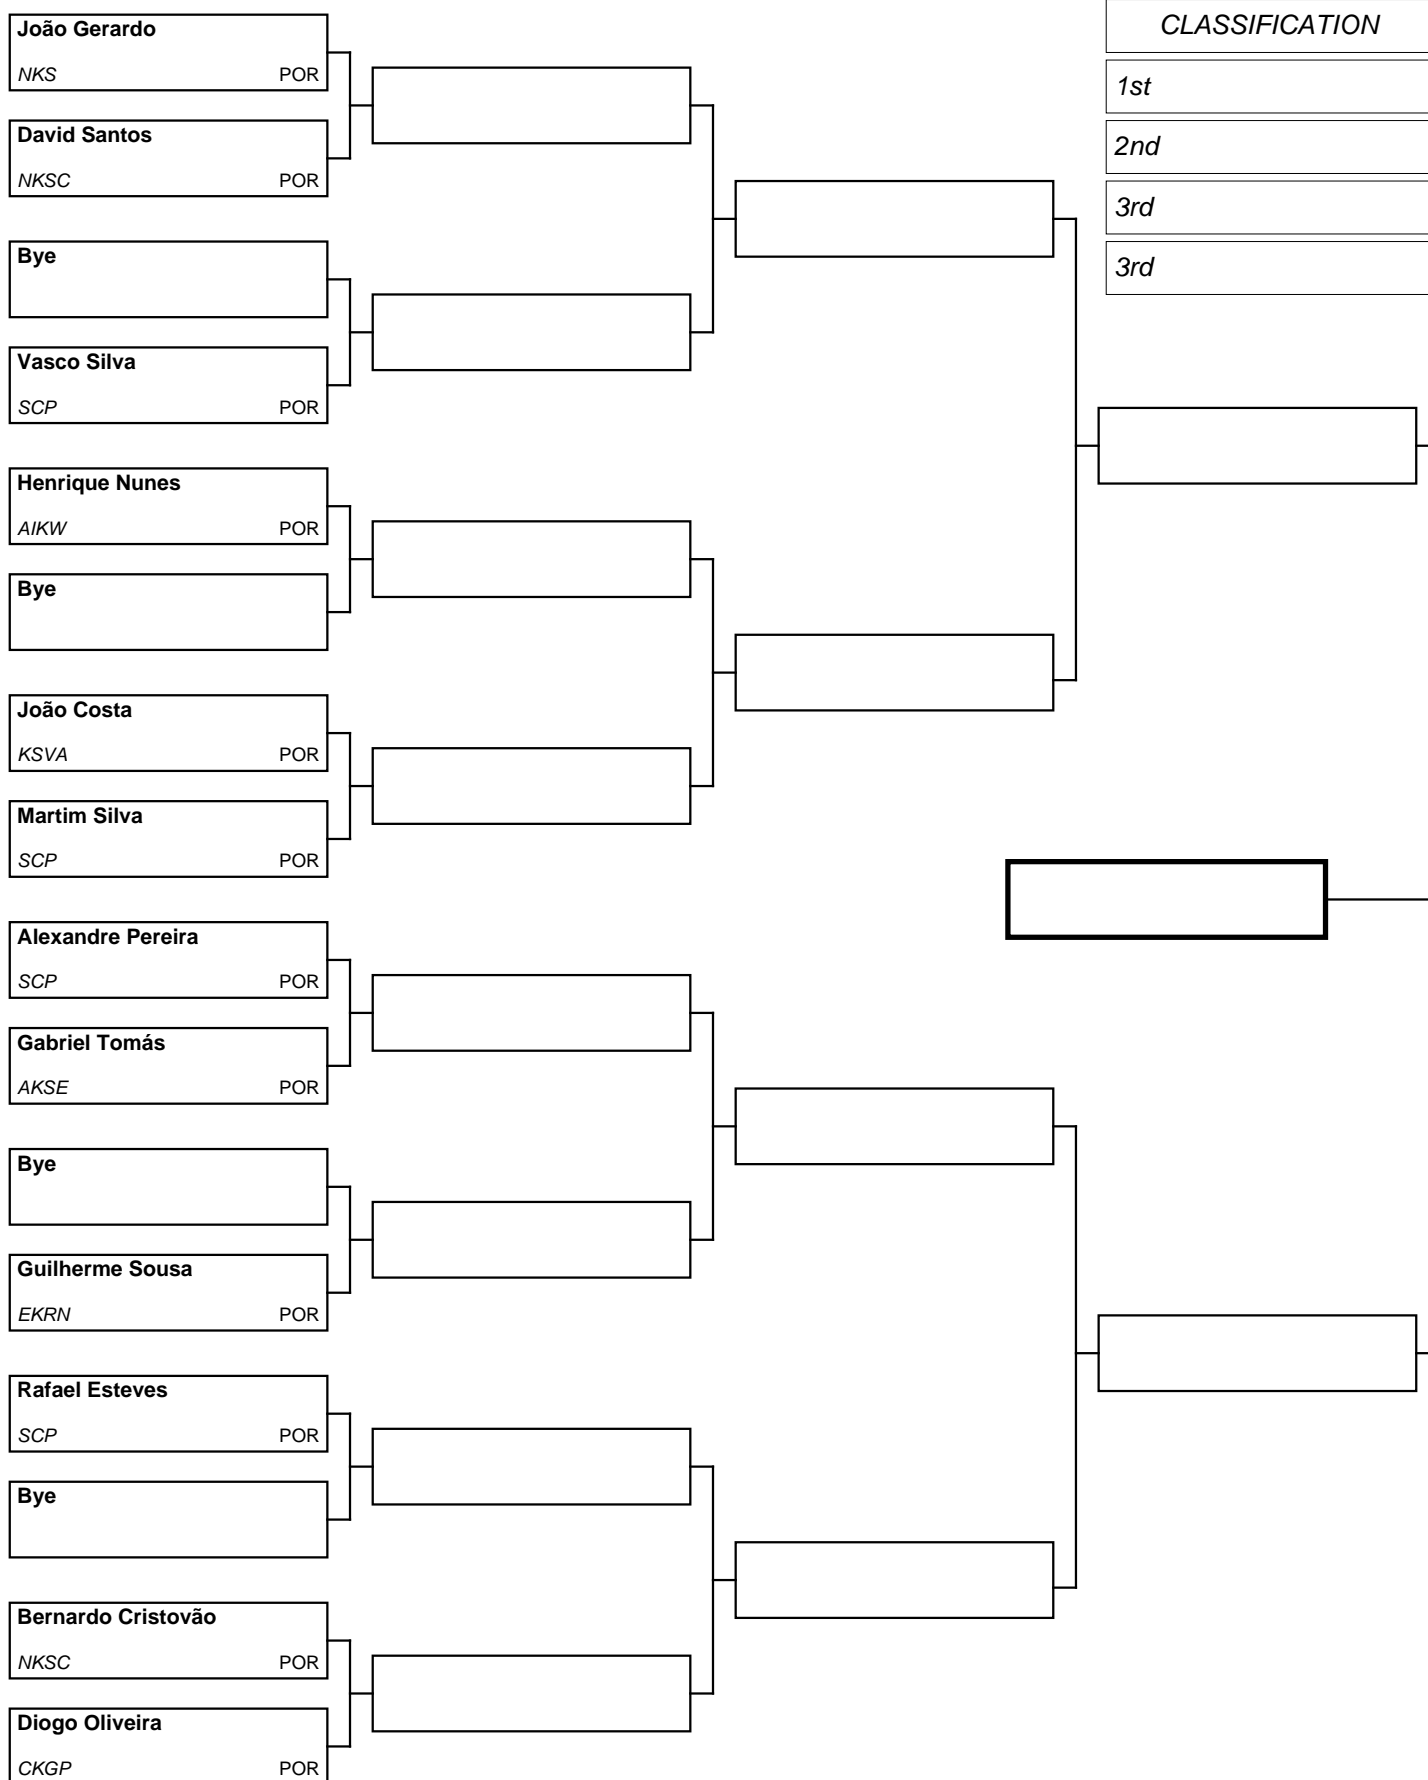 João Gerardo
NKS POR
David Santos
NKSC POR
Bye
Vasco Silva
SCP POR
Henrique Nunes
AIKW POR
Bye
João Costa
KSVA POR
Martim Silva
SCP POR
Alexandre Pereira
SCP POR
Gabriel Tomás
AKSE POR
Bye
Guilherme Sousa
EKRN POR
Rafael Esteves
SCP POR
Bye
Bernardo Cristovão
NKSC POR
Diogo Oliveira
CKGP POR
CLASSIFICATION
1st
2nd
3rd
3rd